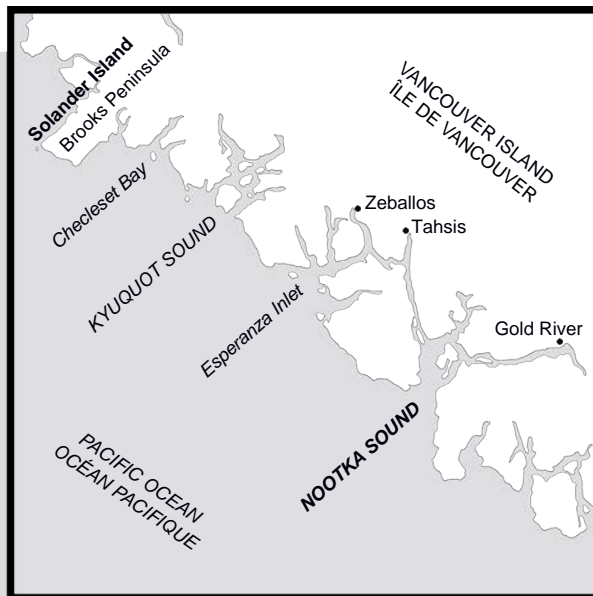 Solander Island
Brooks Peninsula
VANCOUVER ISLAND
ÎLE DE VANCOUVER
Checleset Bay
Zeballos
Tahsis
KYUQUOT SOUND
Esperanza Inlet
Gold River
NOOTKA SOUND
PACIFIC OCEAN
OCÉAN PACIFIQUE